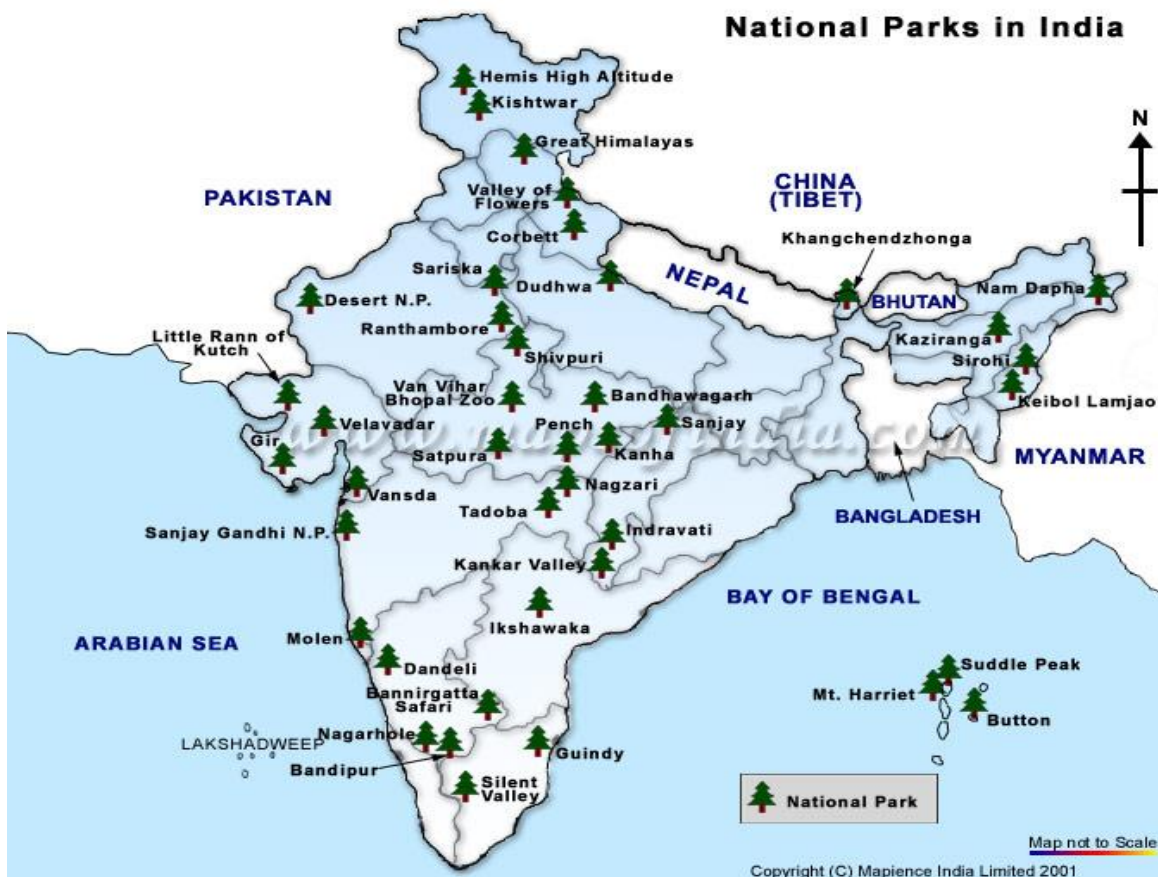 National Parks in India
Hemis High Altitude
Kishtwar
N
Great Himalayas
PAKISTAN
CHINA
(TIBET)
Valley of
Flowers
Corbett
Khangchendzhonga
Sariska
Dudhwa
NEPAL
BHUTAN
Nam Dapha
Desert N.P.
Ranthambore
Little Rann of
Kutch
Shivpuri
Kaziranga
Sirohi
Van Vihar
Bhopal Zoo
Bandhawagarh
Keibol Lamjao
Velavadar
Pench
Sanjay
www.mapsofindia.com
Gir
Satpura
Kanha
MYANMAR
Vansda
Nagzari
Tadoba
BANGLADESH
Sanjay Gandhi N.P.
Indravati
Kankar Valley
BAY OF BENGAL
Ikshawaka
ARABIAN SEA
Molen
Dandeli
Suddle Peak
Mt. Harriet
Button
Bannirgatta
Safari
Nagarhole
LAKSHADWEEP
Bandipur
Guindy
Silent
Valley
National Park
Map not to Scale
Copyright (C) Mapience India Limited 2001